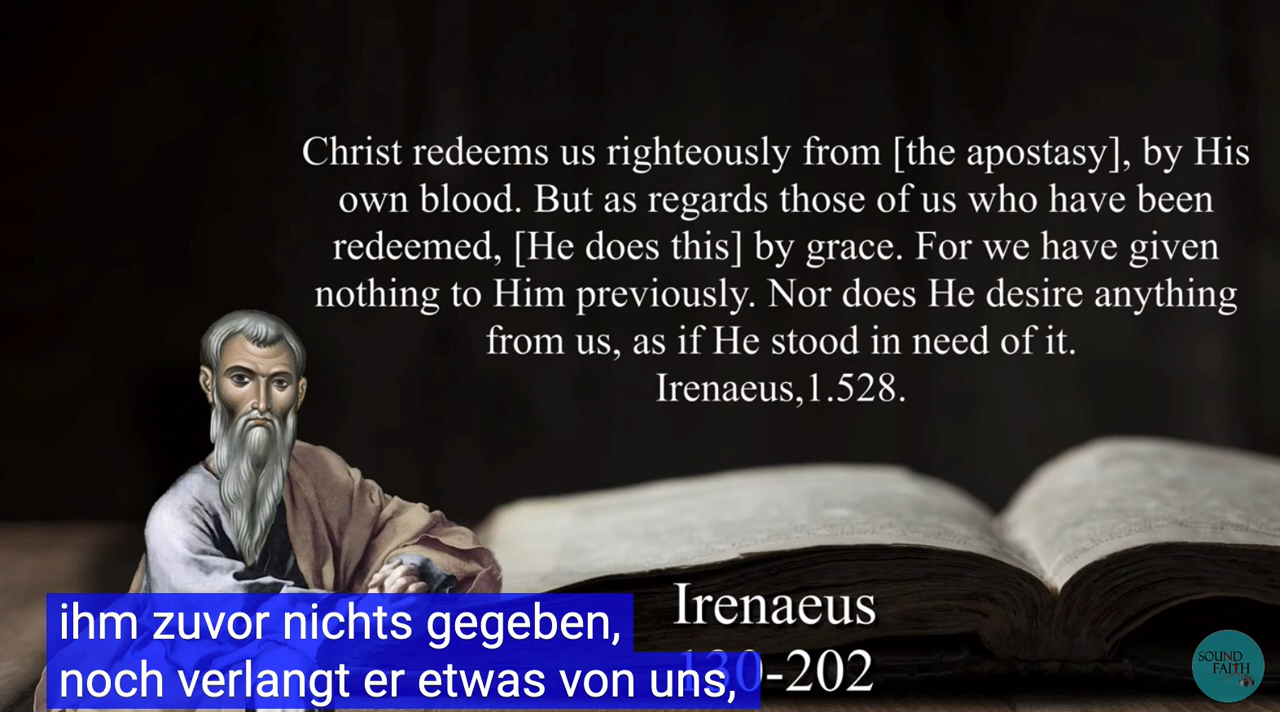 Christ redeems us righteously from [the apostasy], by His
own blood. But as regards those of us who have been
redeemed, [He does this] by grace. For we have given
nothing to Him previously. Nor does He desire anything
from us, as if He stood in need of it.
Irenaeus,1.528.
Irenaeus
130-202
ihm zuvor nichts gegeben,
noch verlangt er etwas von uns,
SOUND
FAITH